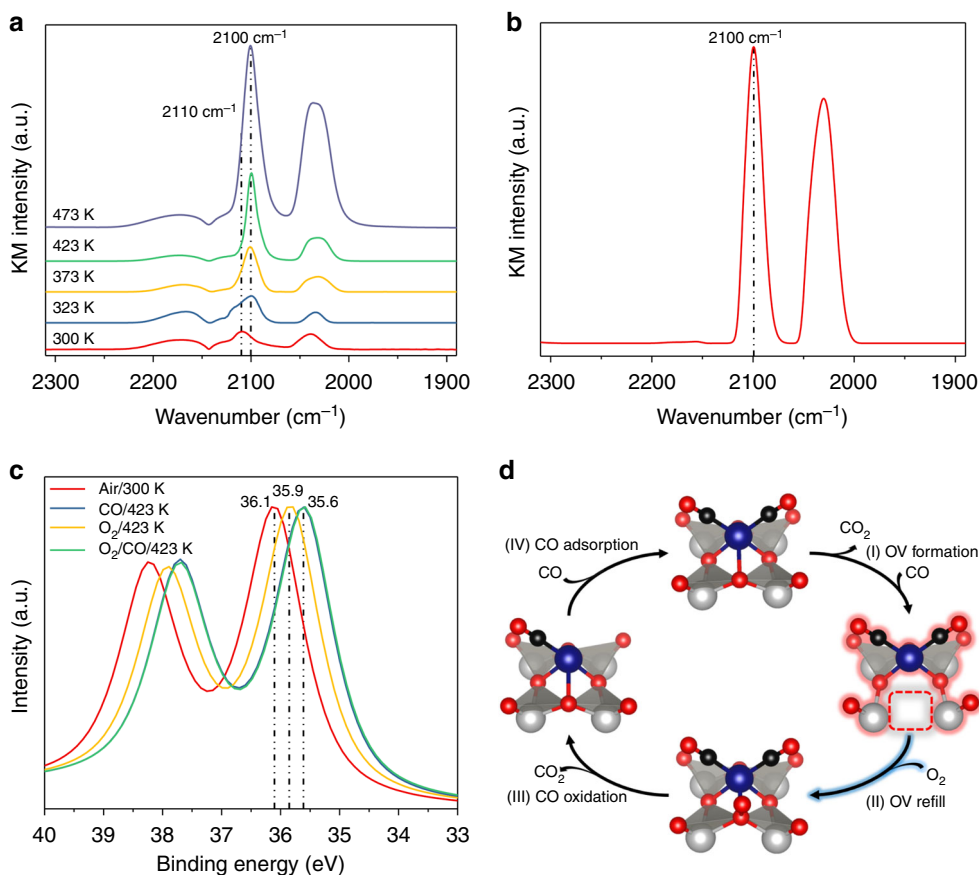 a
2100 cm⁻¹
2110 cm⁻¹
473 K
423 K
373 K
323 K
300 K
KM intensity (a.u.)
2300 2200 2100 2000 1900
Wavenumber (cm⁻¹)
b
2100 cm⁻¹
KM intensity (a.u.)
2300 2200 2100 2000 1900
Wavenumber (cm⁻¹)
c
Air/300 K
CO/423 K
O₂/423 K
O₂/CO/423 K
36.1 35.9 35.6
Intensity (a.u.)
40 39 38 37 36 35 34 33
Binding energy (eV)
d
(IV) CO adsorption
CO
CO₂
(I) OV formation
CO
O₂
(II) OV refill
CO₂
(III) CO oxidation